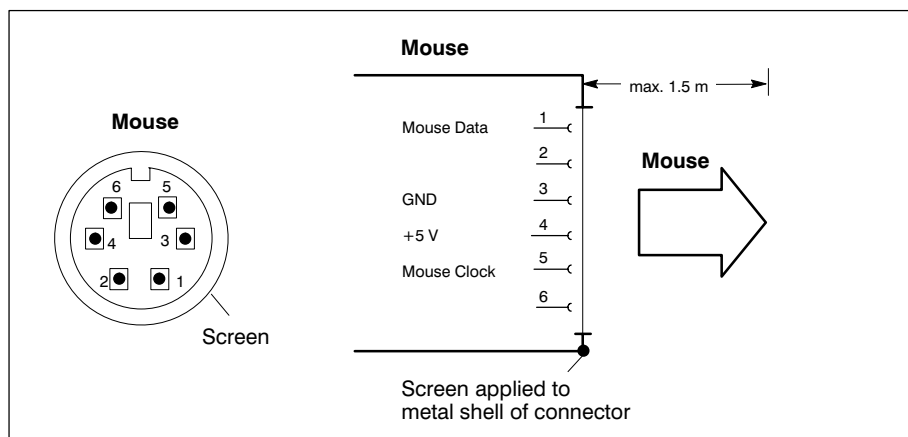 Mouse
6 5
4 3
2 1
Screen
Mouse
max. 1.5 m
Mouse Data 1
2
GND 3
+5 V 4
Mouse Clock 5
6
Mouse
Screen applied to
metal shell of connector